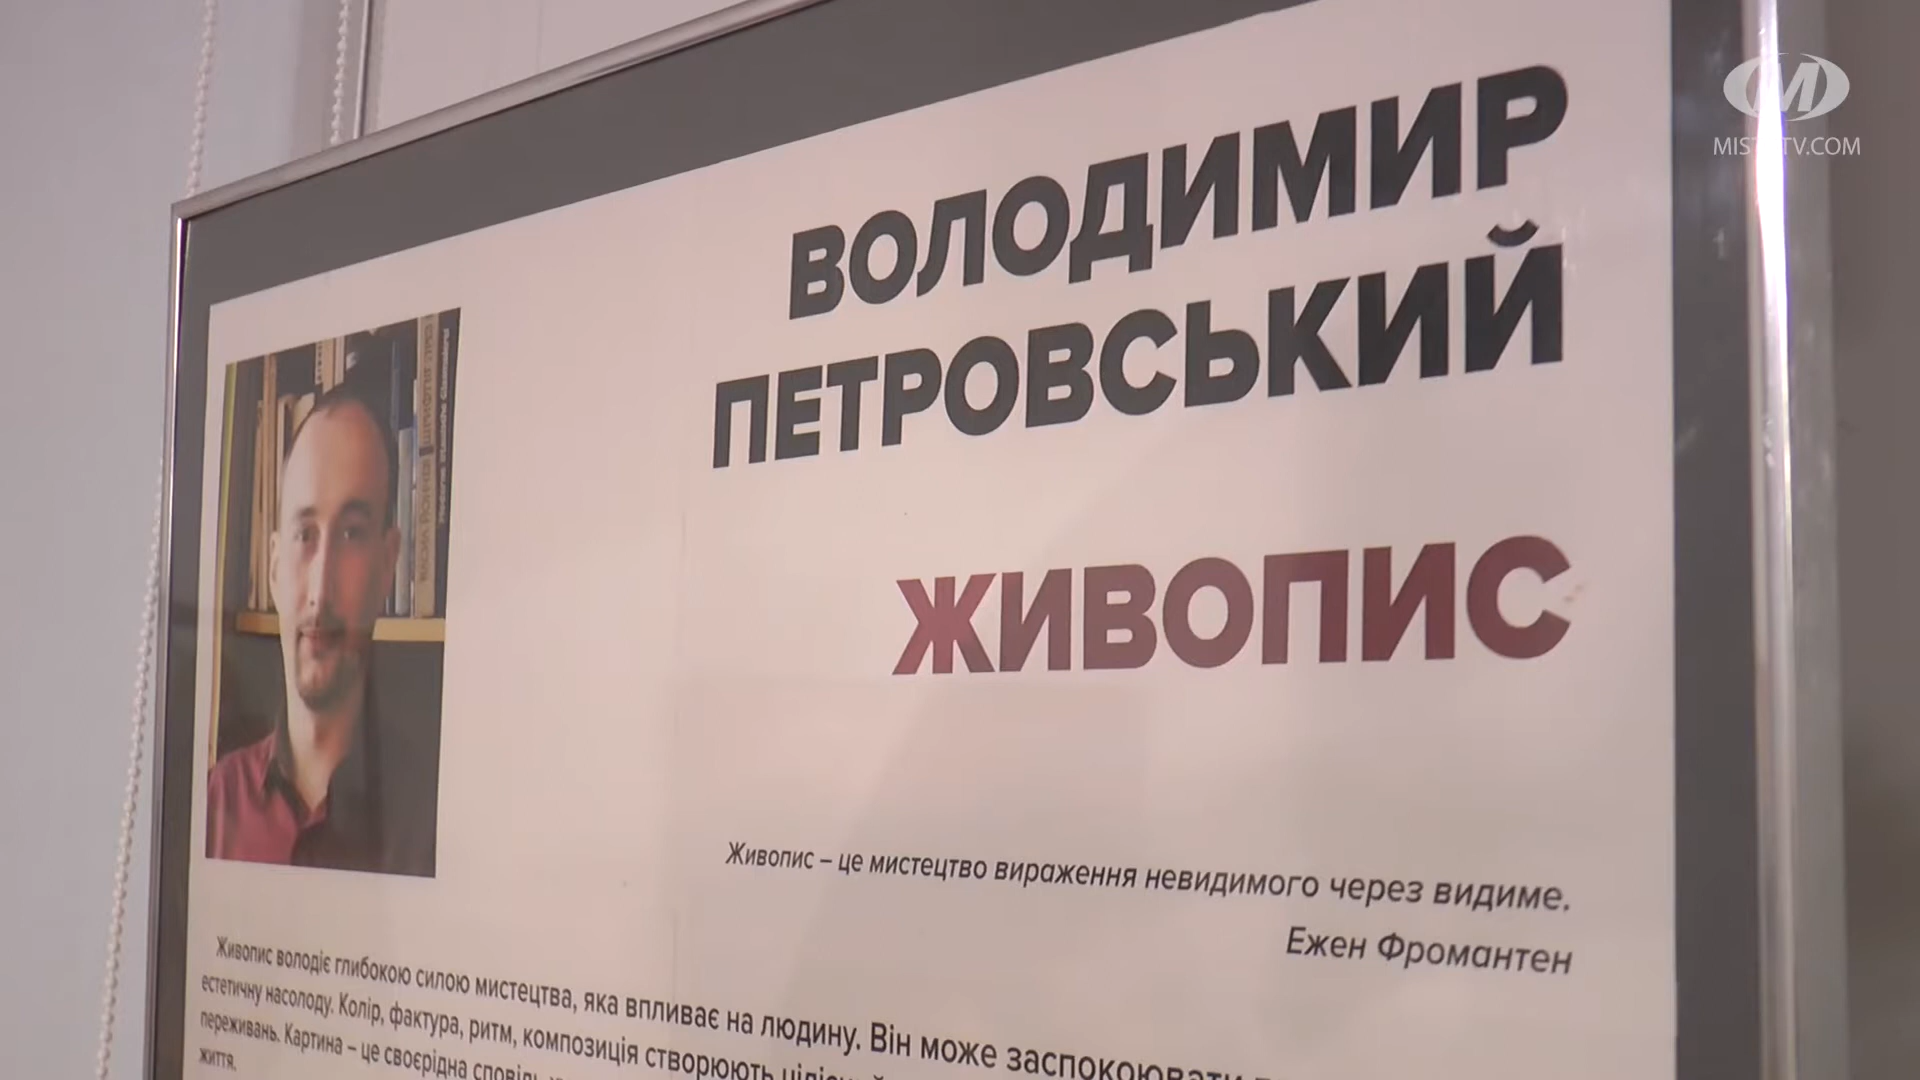 MISTOTV.COM
ВОЛОДИМИР
ПЕТРОВСЬКИЙ
ЖИВОПИС
Живопис – це мистецтво вираження невидимого через видиме.
Ежен Фромантен
Живопис володіє глибокою силою мистецтва, яка впливає на людину. Він може заспокоювати
естетичну насолоду. Колір, фактура, ритм, композиція створюють
переживань. Картина – це своєрідна
життя.